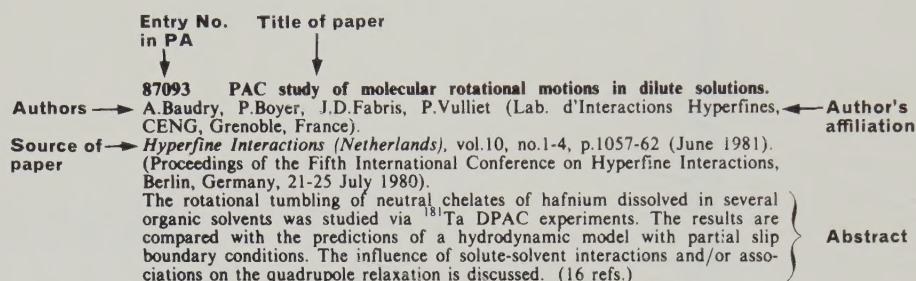 Entry No. Title of paper
in PA
87093 PAC study of molecular rotational motions in dilute solutions.
Authors A.Baudry, P.Boyer, J.D.Fabris, P.Vulliet (Lab. d'Interactions Hyperfines, Author's
CENG, Grenoble, France). affiliation
Source of Hyperfine Interactions (Netherlands), vol.10, no.1-4, p.1057-62 (June 1981).
paper (Proceedings of the Fifth International Conference on Hyperfine Interactions,
Berlin, Germany, 21-25 July 1980).
The rotational tumbling of neutral chelates of hafnium dissolved in several
organic solvents was studied via ¹⁸¹Ta DPAC experiments. The results are
compared with the predictions of a hydrodynamic model with partial slip Abstract
boundary conditions. The influence of solute-solvent interactions and/or asso-
ciations on the quadrupole relaxation is discussed. (16 refs.)